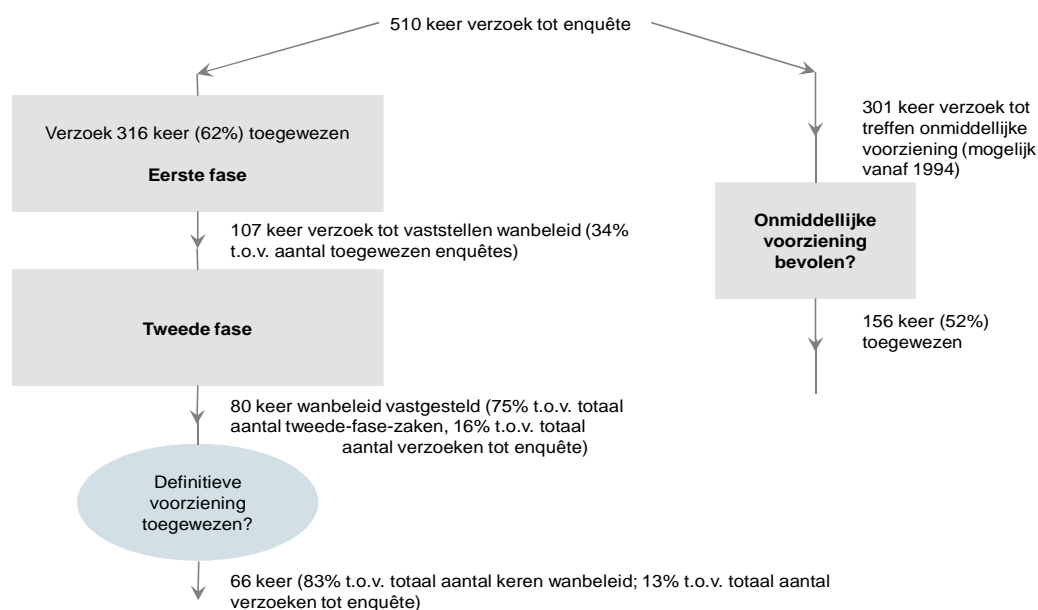 510 keer verzoek tot enquête
Verzoek 316 keer (62%) toegewezen
Eerste fase
107 keer verzoek tot vaststellen wanbeleid (34%
t.o.v. aantal toegewezen enquêtes)
Tweede fase
80 keer wanbeleid vastgesteld (75% t.o.v. totaal
aantal tweede-fase-zaken, 16% t.o.v. totaal
aantal verzoeken tot enquête)
Definitieve
voorziening
toegewezen?
66 keer (83% t.o.v. totaal aantal keren wanbeleid; 13% t.o.v. totaal aantal
verzoeken tot enquête)
301 keer verzoek tot
treffen onmiddellijke
voorziening (mogelijk
vanaf 1994)
Onmiddellijke
voorziening
bevolen?
156 keer (52%)
toegewezen